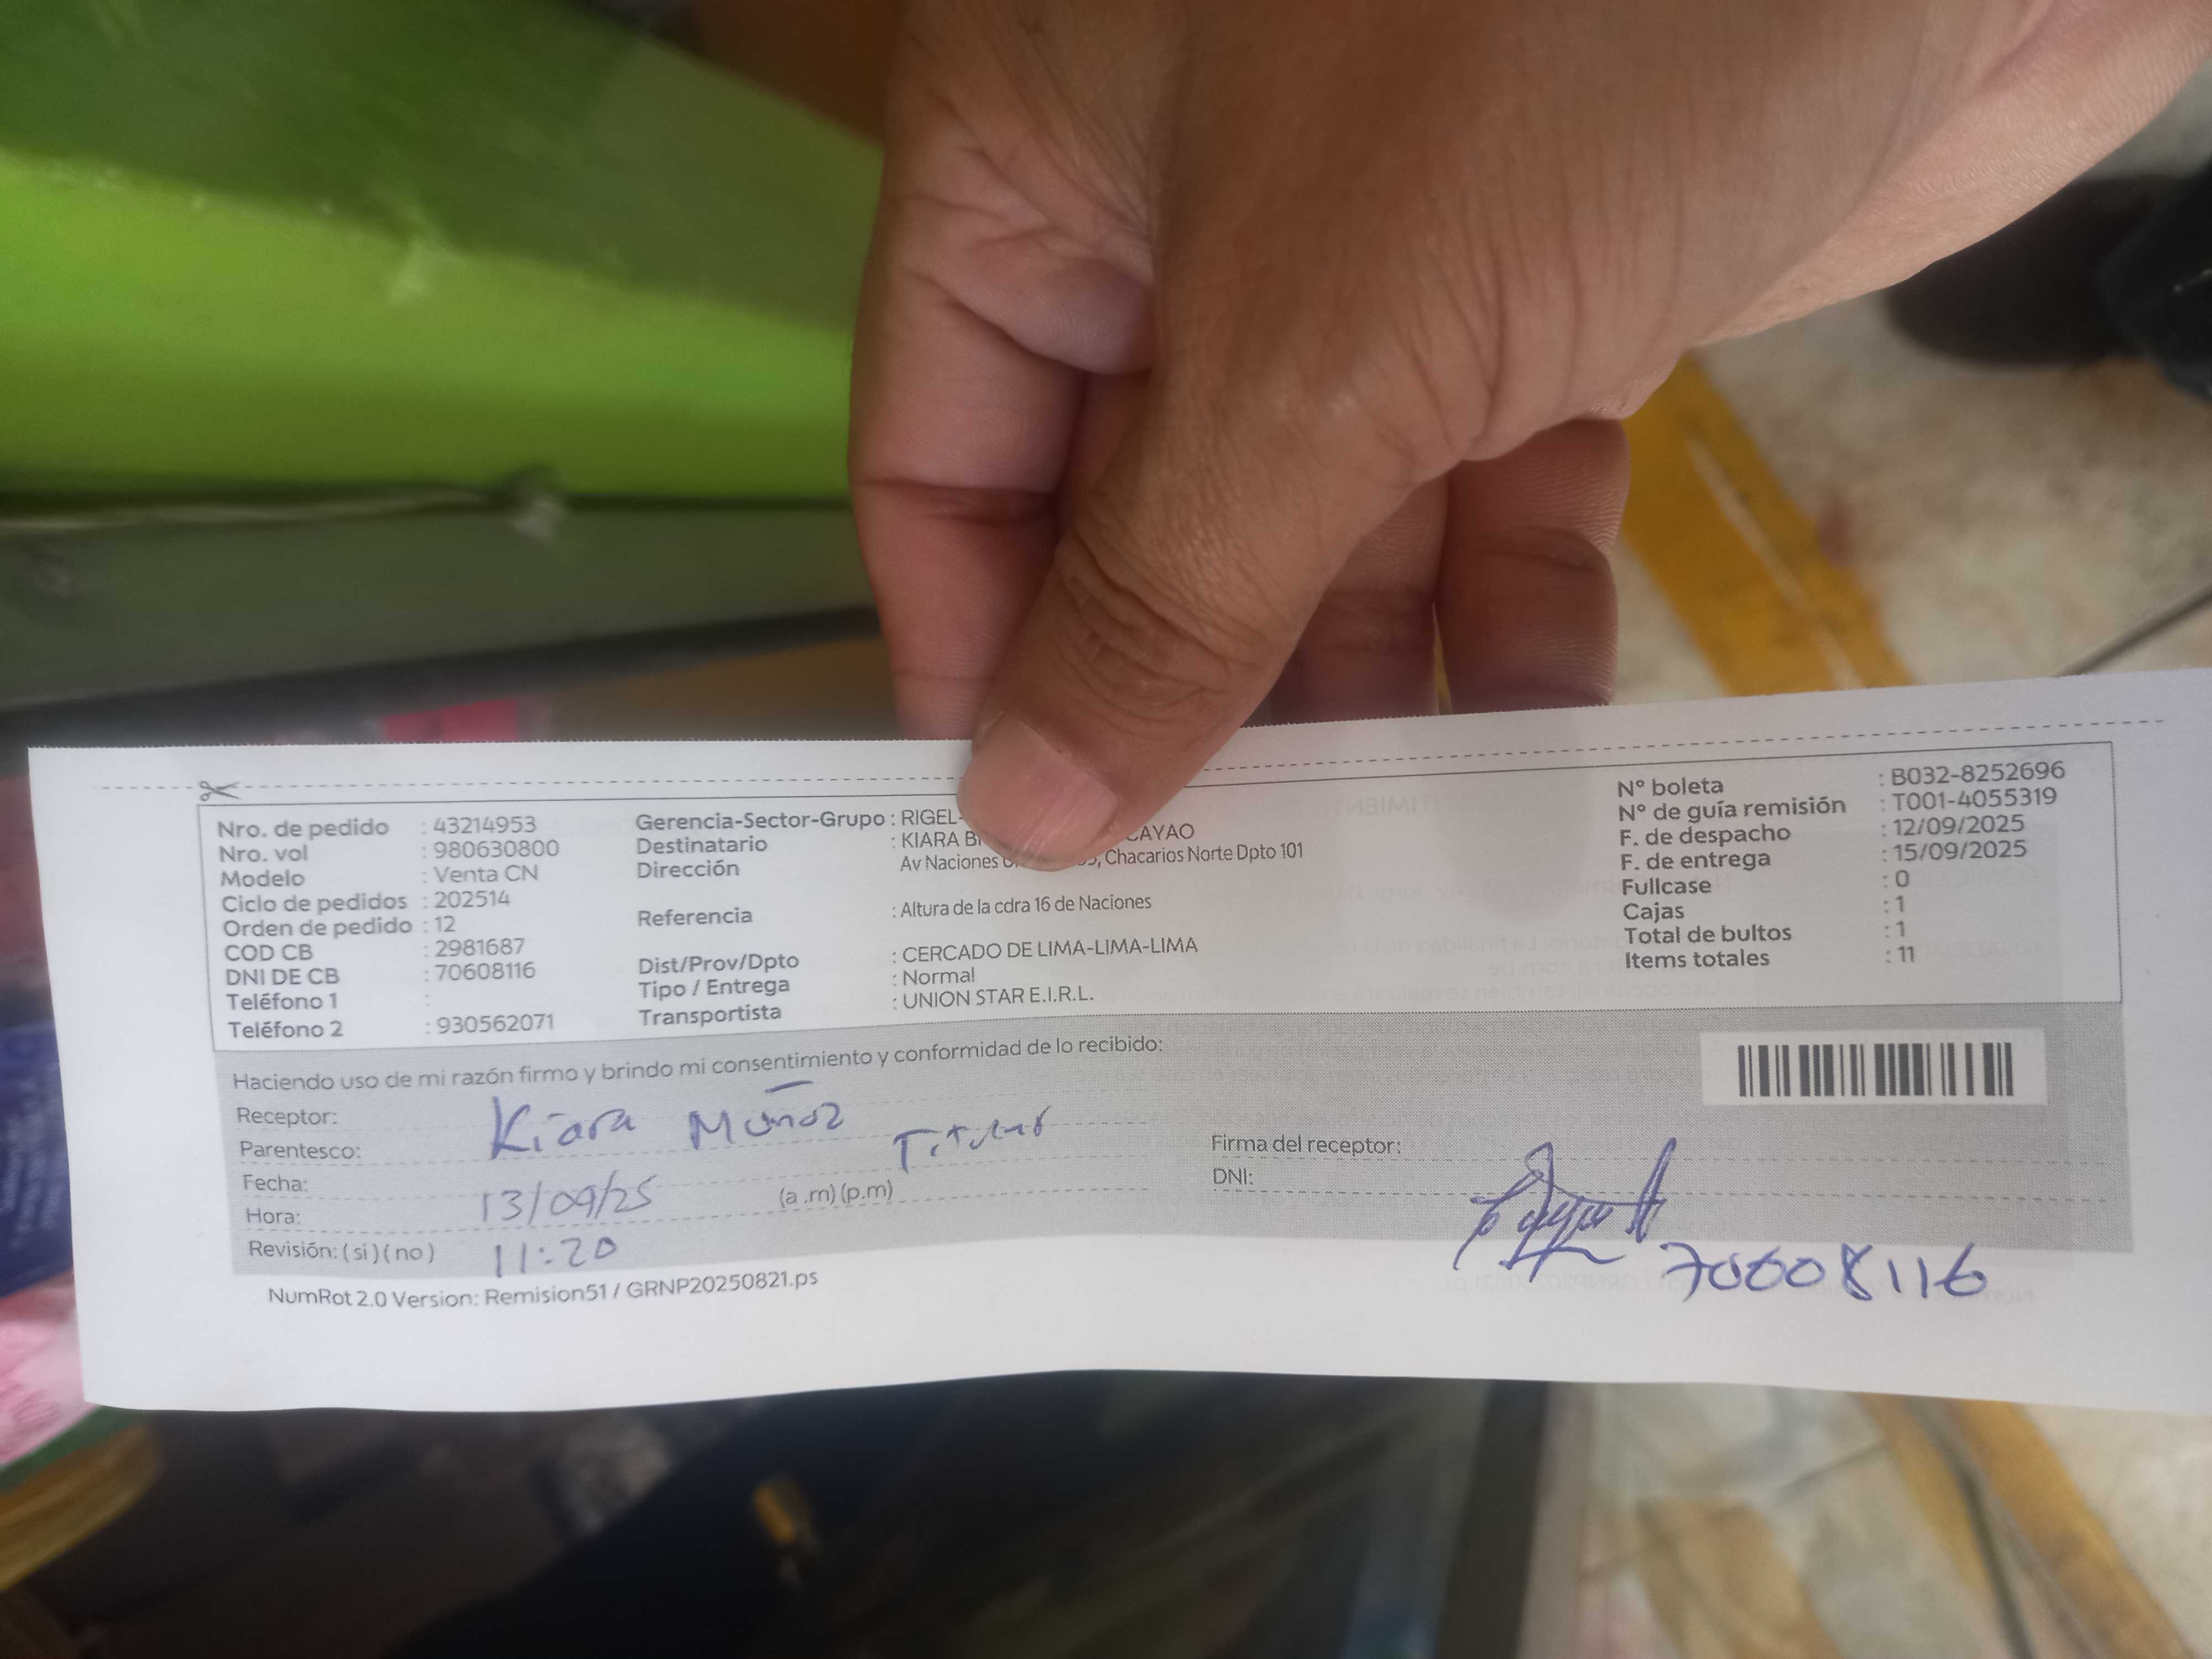 Nro. de pedido : 43214953
Nro. vol : 980630800
Modelo : Venta CN
Ciclo de pedidos : 202514
Orden de pedido : 12
COD CB : 2981687
DNI DE CB : 70608116
Teléfono 1 :
Teléfono 2 : 930562071
Gerencia-Sector-Grupo : RIGEL-
Destinatario : KIARA CAYAO
Dirección Av Naciones , Chacarios Norte Dpto 101
Referencia : Altura de la cdra 16 de Naciones
Dist/Prov/Dpto : CERCADO DE LIMA-LIMA-LIMA
Tipo / Entrega : Normal
Transportista : UNION STAR E.I.R.L.
N° boleta : B032-8252696
N° de guía remisión : T001-4055319
F. de despacho : 12/09/2025
F. de entrega : 15/09/2025
Fullcase : 0
Cajas : 1
Total de bultos : 1
Items totales : 11
Haciendo uso de mi razón firmo y brindo mi consentimiento y conformidad de lo recibido:
Receptor: Kiara Muñoz
Parentesco: Titular
Fecha: 13/09/25
Hora: 11:20 (a .m) (p.m)
Revisión: ( si ) ( no )
Firma del receptor:
DNI: 70608116
NumRot 2.0 Version: Remision51 / GRNP20250821.ps